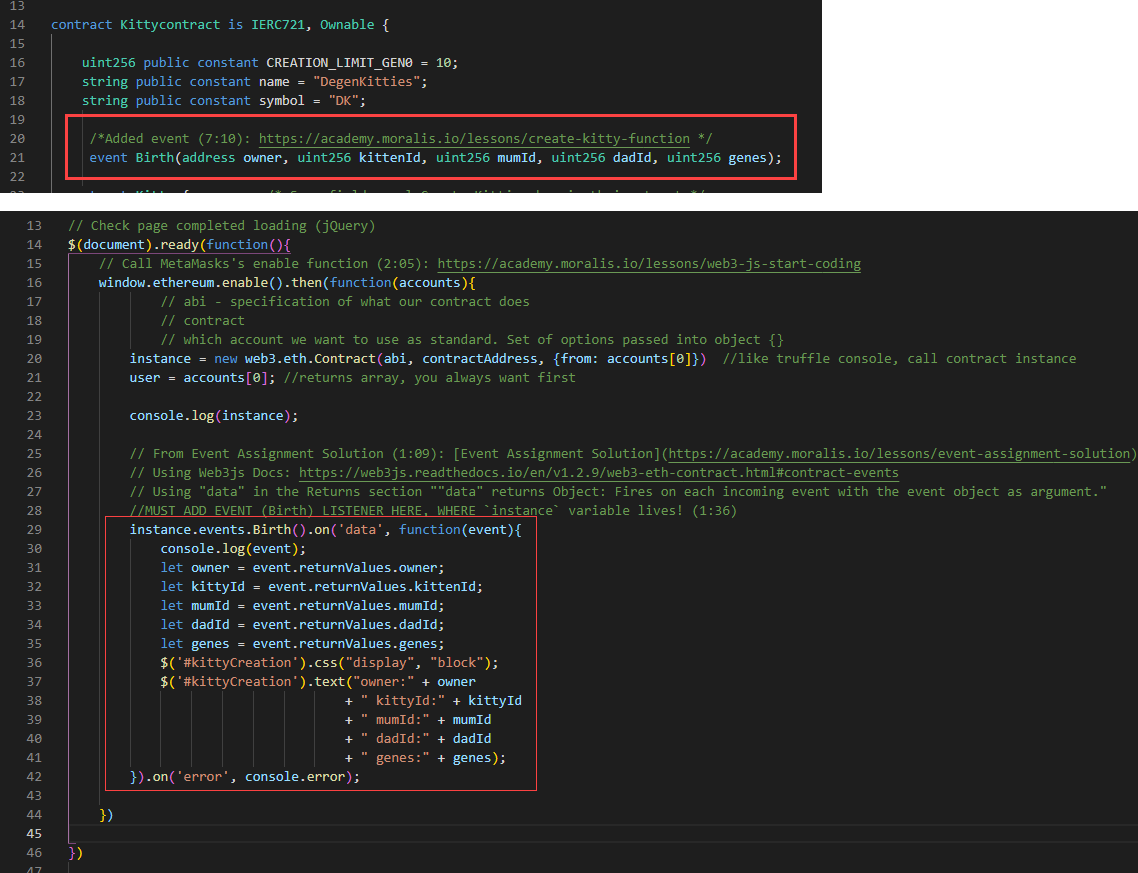 13
14 contract Kittycontract is IERC721, Ownable {
15
16 uint256 public constant CREATION_LIMIT_GEN0 = 10;
17 string public constant name = "DegenKitties";
18 string public constant symbol = "DK";
19
20 /*Added event (7:10): https://academy.moralis.io/lessons/create-kitty-function */
21 event Birth(address owner, uint256 kittenId, uint256 mumId, uint256 dadId, uint256 genes);
22
13 // Check page completed loading (jQuery)
14 $(document).ready(function(){
15 // Call MetaMasks's enable function (2:05): https://academy.moralis.io/lessons/web3-js-start-coding
16 window.ethereum.enable().then(function(accounts){
17 // abi - specification of what our contract does
18 // contract
19 // which account we want to use as standard. Set of options passed into object {}
20 instance = new web3.eth.Contract(abi, contractAddress, {from: accounts[0]}) //like truffle console, call contract instance
21 user = accounts[0]; //returns array, you always want first
22
23 console.log(instance);
24
25 // From Event Assignment Solution (1:09): [Event Assignment Solution](https://academy.moralis.io/lessons/event-assignment-solution)
26 // Using Web3js Docs: https://web3js.readthedocs.io/en/v1.2.9/web3-eth-contract.html#contract-events
27 // Using "data" in the Returns section ""data" returns Object: Fires on each incoming event with the event object as argument."
28 //MUST ADD EVENT (Birth) LISTENER HERE, WHERE `instance` variable lives! (1:36)
29 instance.events.Birth().on('data', function(event){
30 console.log(event);
31 let owner = event.returnValues.owner;
32 let kittyId = event.returnValues.kittenId;
33 let mumId = event.returnValues.mumId;
34 let dadId = event.returnValues.dadId;
35 let genes = event.returnValues.genes;
36 $('#kittyCreation').css("display", "block");
37 $('#kittyCreation').text("owner:" + owner
38 + " kittyId:" + kittyId
39 + " mumId:" + mumId
40 + " dadId:" + dadId
41 + " genes:" + genes);
42 }).on('error', console.error);
43
44 })
45
46 })
47